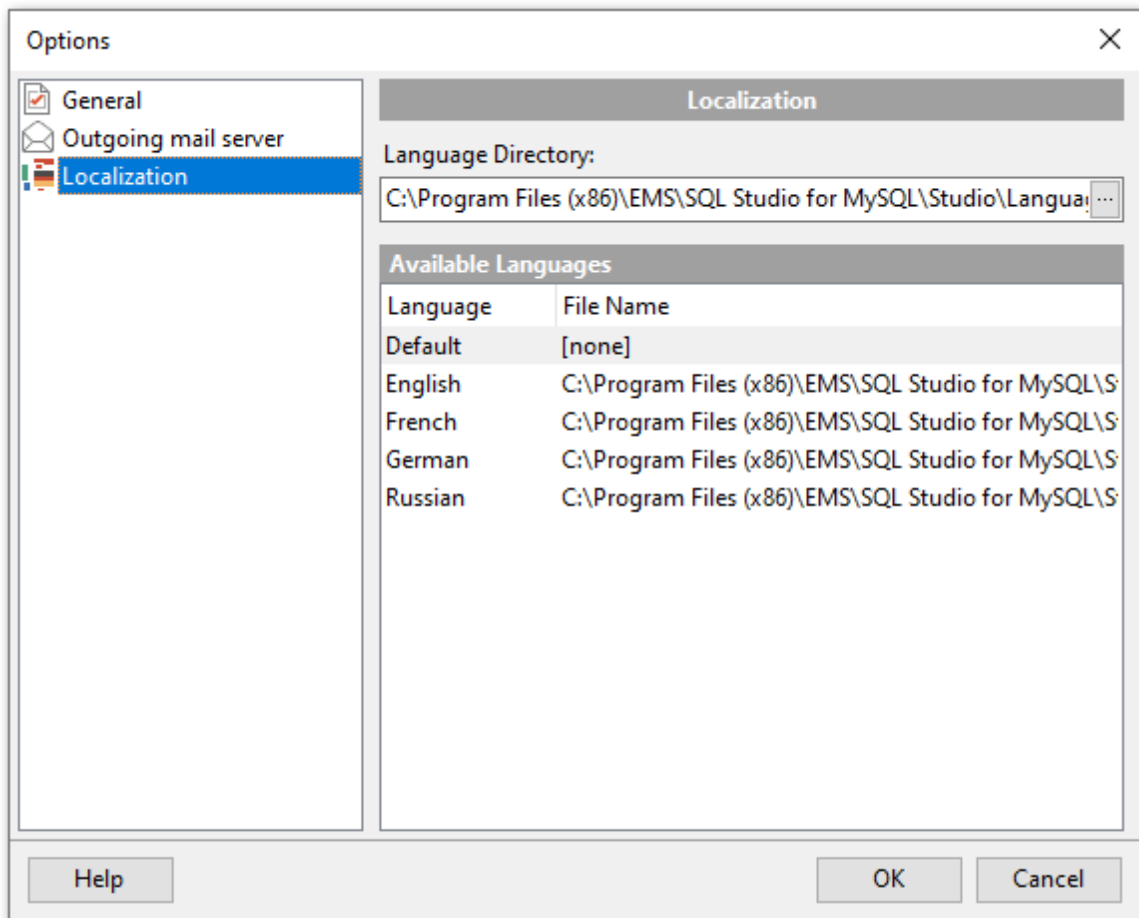 Options
General
Outgoing mail server
Localization
Localization
Language Directory:
C:\Program Files (x86)\EMS\SQL Studio for MySQL\Studio\Langua
...
Available Languages
Language File Name
Default [none]
English C:\Program Files (x86)\EMS\SQL Studio for MySQL\S
French C:\Program Files (x86)\EMS\SQL Studio for MySQL\S
German C:\Program Files (x86)\EMS\SQL Studio for MySQL\S
Russian C:\Program Files (x86)\EMS\SQL Studio for MySQL\S
Help OK Cancel